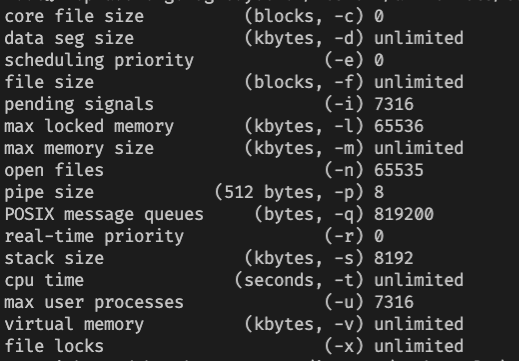 core file size (blocks, -c) 0
data seg size (kbytes, -d) unlimited
scheduling priority (-e) 0
file size (blocks, -f) unlimited
pending signals (-i) 7316
max locked memory (kbytes, -l) 65536
max memory size (kbytes, -m) unlimited
open files (-n) 65535
pipe size (512 bytes, -p) 8
POSIX message queues (bytes, -q) 819200
real-time priority (-r) 0
stack size (kbytes, -s) 8192
cpu time (seconds, -t) unlimited
max user processes (-u) 7316
virtual memory (kbytes, -v) unlimited
file locks (-x) unlimited